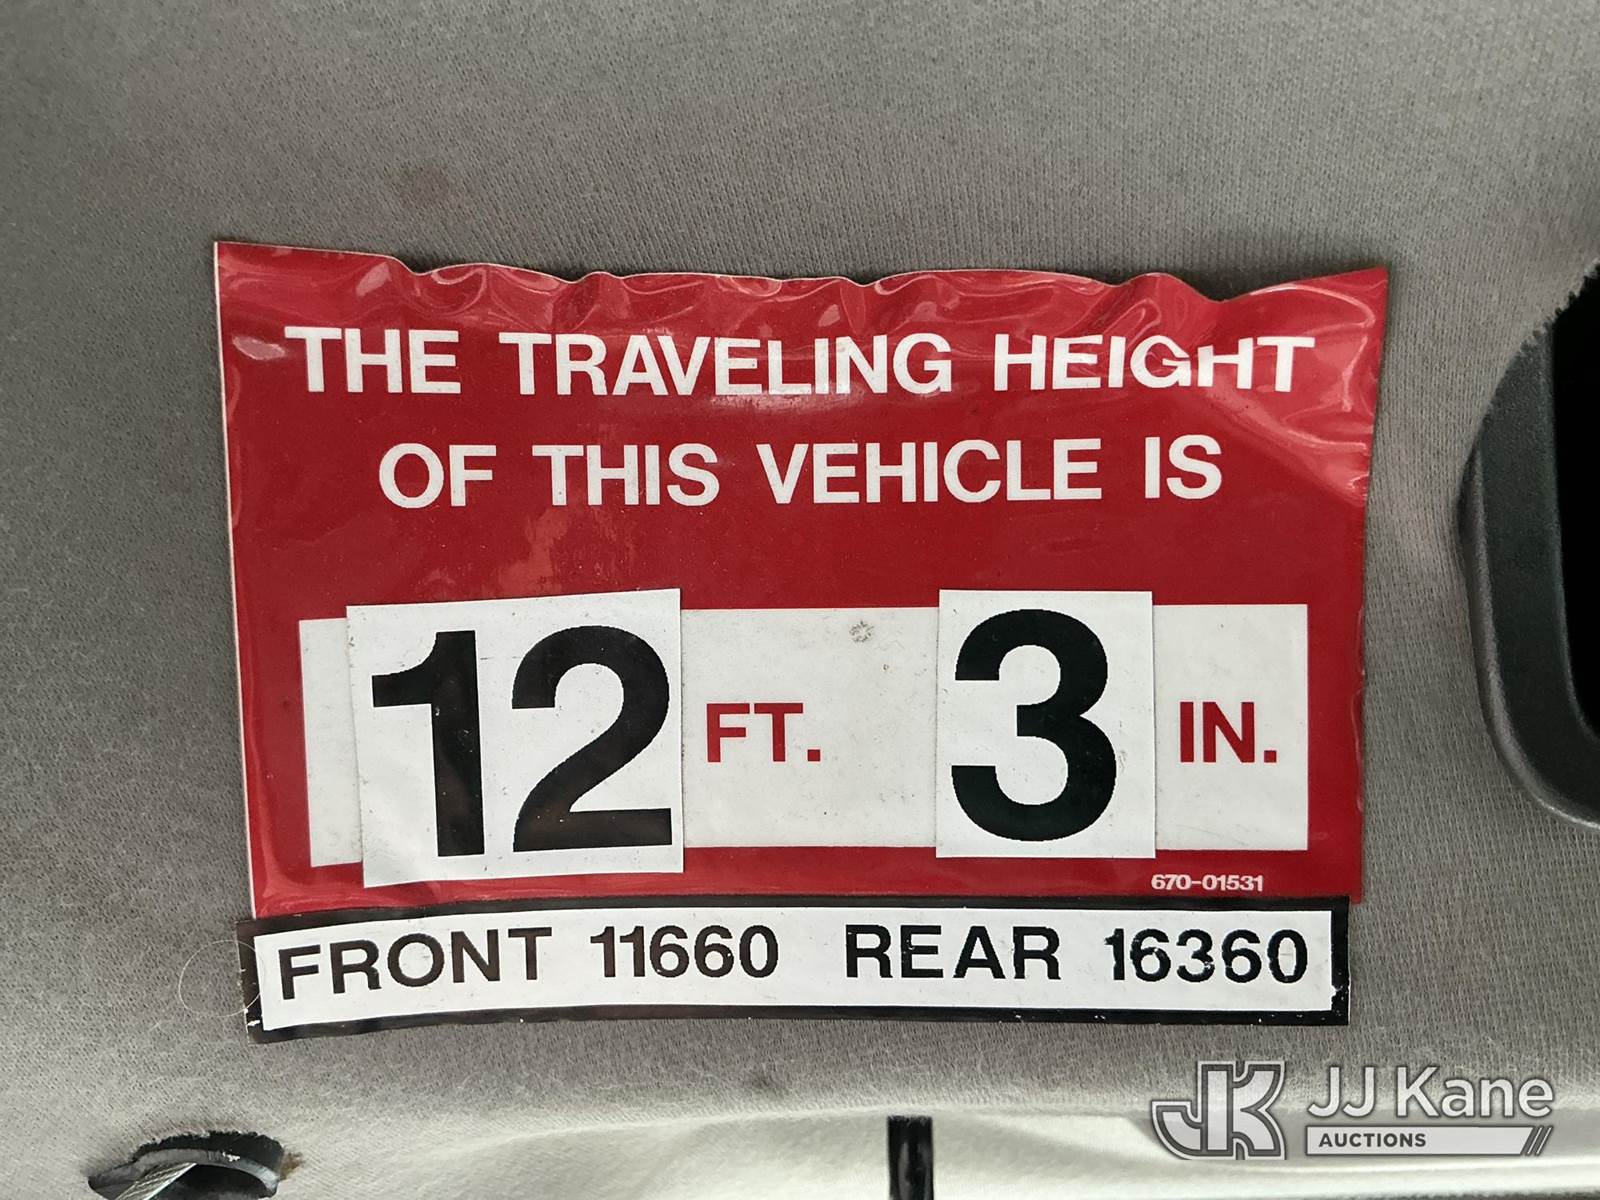 THE TRAVELING HEIGHT
OF THIS VEHICLE IS
12 FT. 3 IN.
670-01531
FRONT 11660 REAR 16360
JK JJ Kane
AUCTIONS